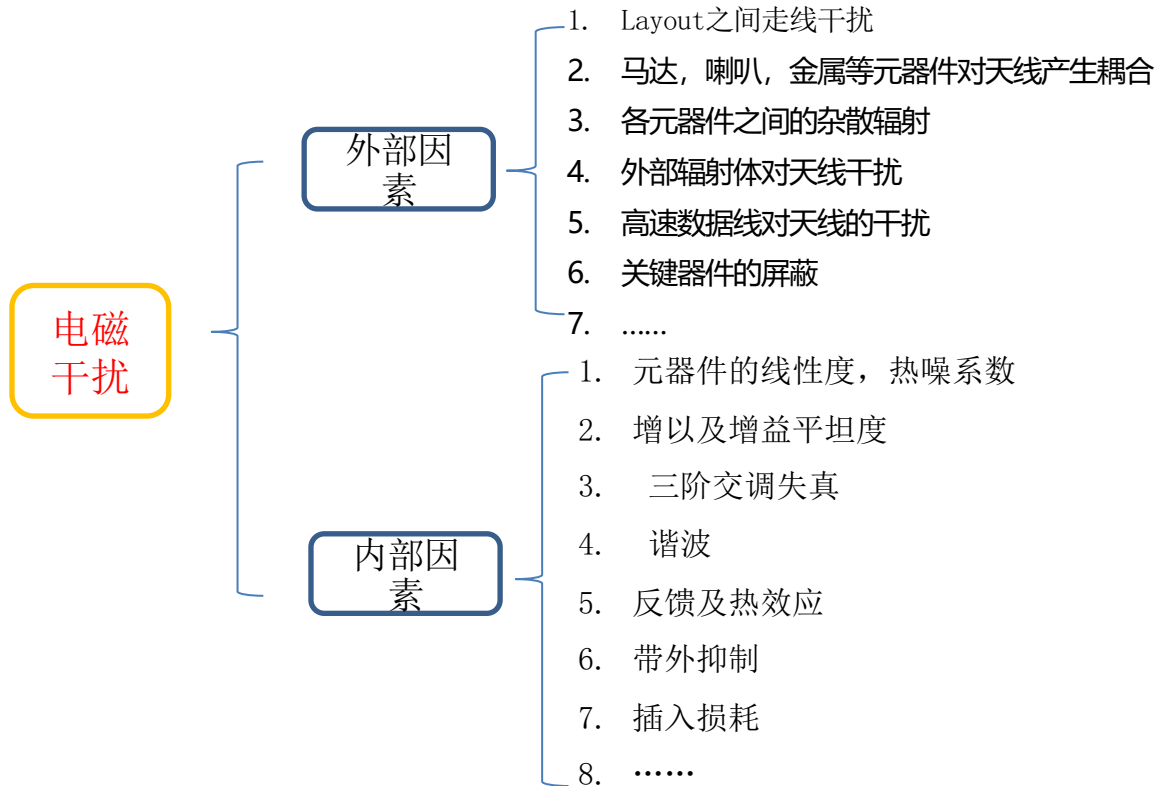 1. Layout之间走线干扰
2. 马达，喇叭，金属等元器件对天线产生耦合
外部因
素
3. 各元器件之间的杂散辐射
4. 外部辐射体对天线干扰
5. 高速数据线对天线的干扰
6. 关键器件的屏蔽
7. ……
电磁
干扰
1. 元器件的线性度，热噪系数
2. 增以及增益平坦度
3. 三阶交调失真
内部因
素
4. 谐波
5. 反馈及热效应
6. 带外抑制
7. 插入损耗
8. ……